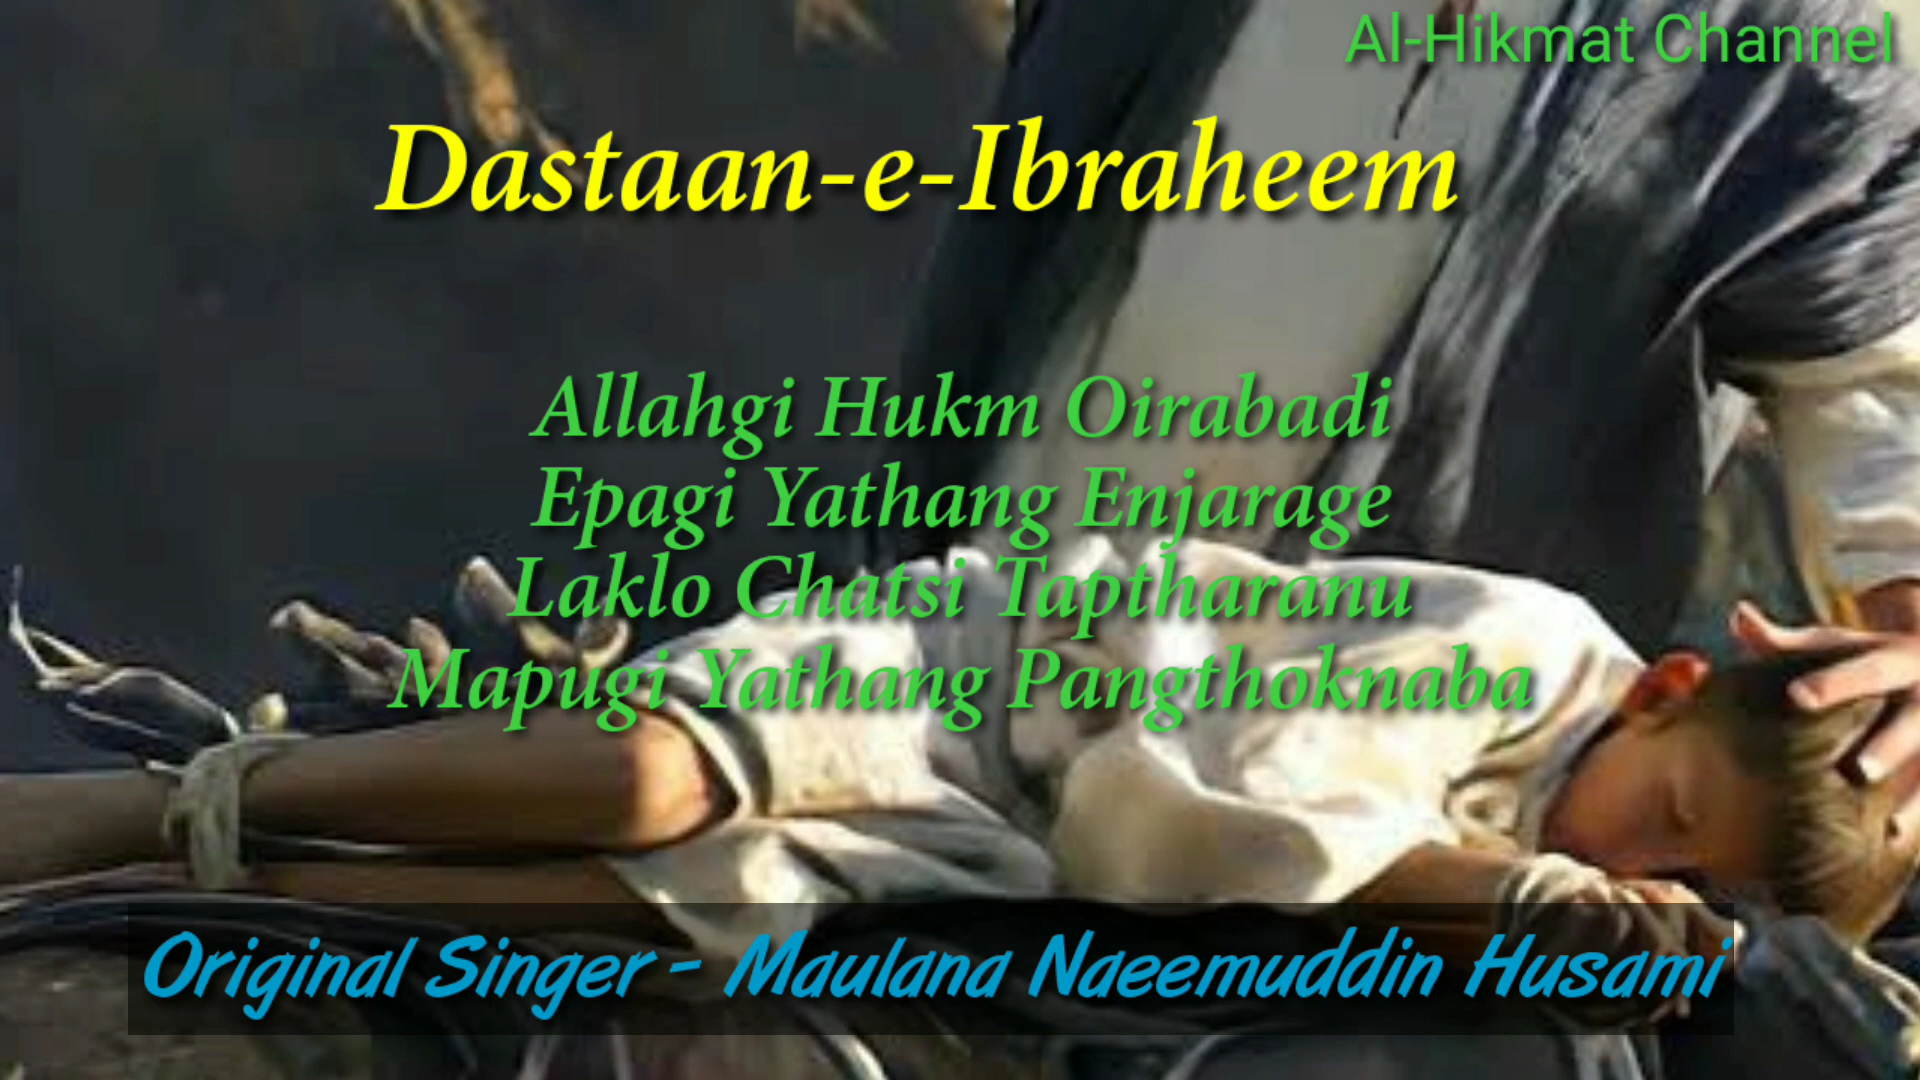 Al-Hikmat Channel
Dastaan-e-Ibraheem
Allahgi Hukm Oirabadi
Epagi Yathang Enjarage
Laklo Chatsi Taptharanu
Mapugi Yathang Pangthoknaba
Original Singer - Maulana Naeemuddin Husami